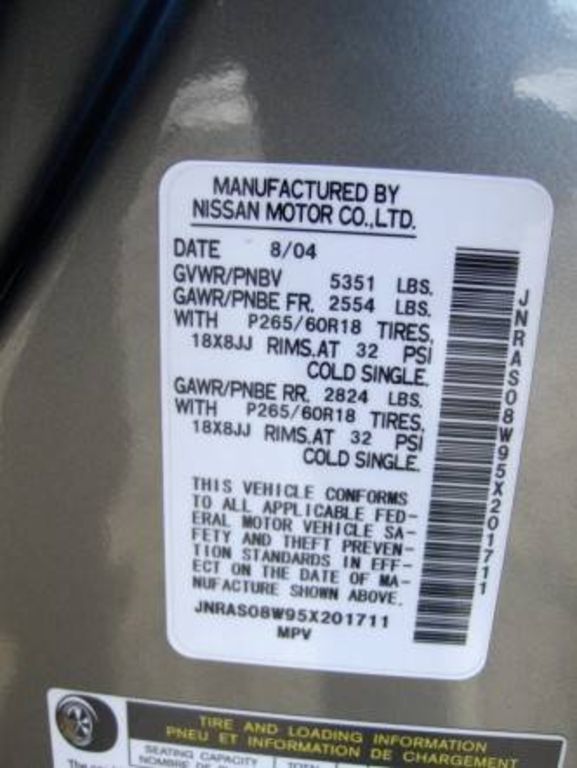 MANUFACTURED BY
NISSAN MOTOR CO.,LTD.
DATE 8/04
GVWR/PNBV 5351 LBS.
GAWR/PNBE FR. 2554 LBS.
WITH P265/60R18 TIRES,
18X8JJ RIMS.AT 32 PSI
COLD SINGLE.
GAWR/PNBE RR. 2824 LBS.
WITH P265/60R18 TIRES,
18X8JJ RIMS.AT 32 PSI
COLD SINGLE.
THIS VEHICLE CONFORMS
TO ALL APPLICABLE FED-
ERAL MOTOR VEHICLE SA-
FETY AND THEFT PREVEN-
TION STANDARDS IN EFF-
ECT ON THE DATE OF MA-
NUFACTURE SHOWN ABOVE.
JNRAS08W95X201711
MPV
JNRAS08W95X201711
TIRE AND LOADING INFORMATION
PNEU ET INFORMATION DE CHARGEMENT
SEATING CAPACITY
NOMBRE DE
The